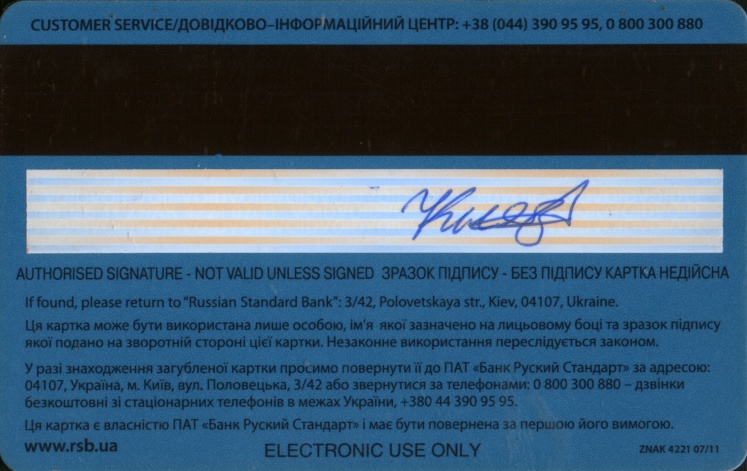 CUSTOMER SERVICE/ДОВІДКОВО–ІНФОРМАЦІЙНИЙ ЦЕНТР: +38 (044) 390 95 95, 0 800 300 880
AUTHORISED SIGNATURE - NOT VALID UNLESS SIGNED ЗРАЗОК ПІДПИСУ - БЕЗ ПІДПИСУ КАРТКА НЕДІЙСНА
If found, please return to “Russian Standard Bank”: 3/42, Polovetskaya str., Kiev, 04107, Ukraine.
Ця картка може бути використана лише особою, ім’я якої зазначено на лицьовому боці та зразок підпису
якої подано на зворотній стороні цієї картки. Незаконне використання переслідується законом.
У разі знаходження загубленої картки просимо повернути її до ПАТ «Банк Руский Стандарт» за адресою:
04107, Україна, м. Київ, вул. Половецька, 3/42 або звернутися за телефонами: 0 800 300 880 – дзвінки
безкоштовні зі стаціонарних телефонів в межах України, +380 44 390 95 95.
Ця картка є власністю ПАТ «Банк Руский Стандарт» і має бути повернена за першою його вимогою.
www.rsb.ua
ELECTRONIC USE ONLY
ZNAK 4221 07/11